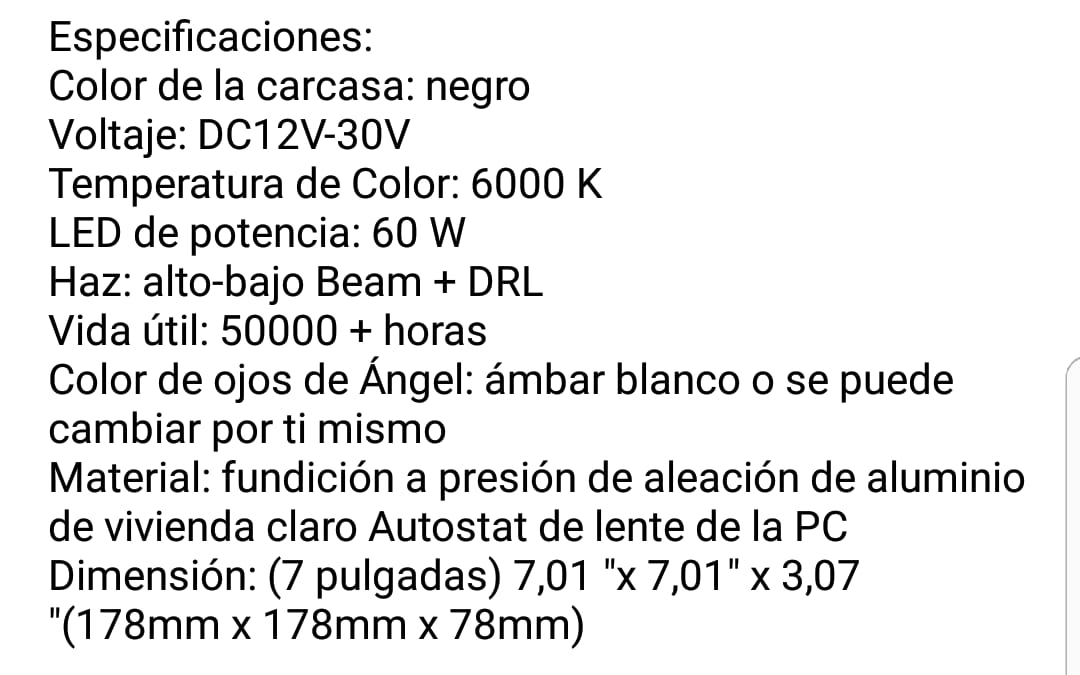 Especificaciones:
Color de la carcasa: negro
Voltaje: DC12V-30V
Temperatura de Color: 6000 K
LED de potencia: 60 W
Haz: alto-bajo Beam + DRL
Vida útil: 50000 + horas
Color de ojos de Ángel: ámbar blanco o se puede
cambiar por ti mismo
Material: fundición a presión de aleación de aluminio
de vivienda claro Autostat de lente de la PC
Dimensión: (7 pulgadas) 7,01 "x 7,01" x 3,07
"(178mm x 178mm x 78mm)